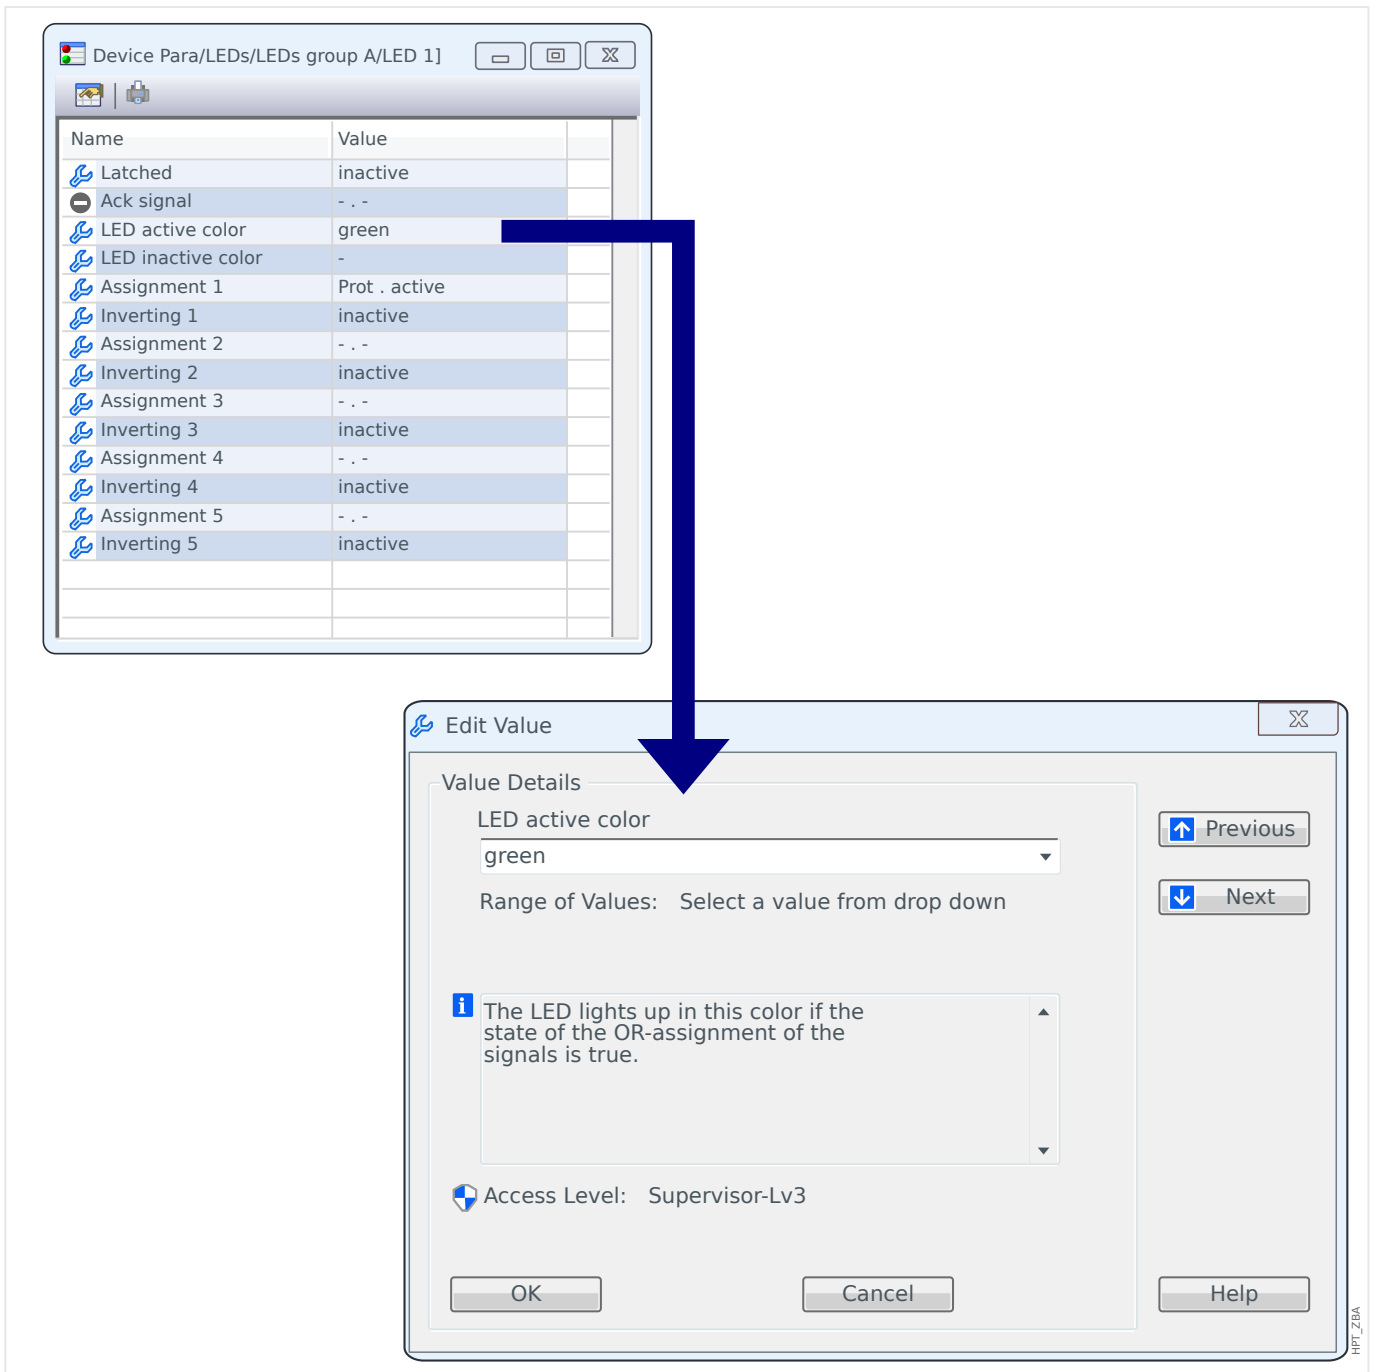 Device Para/LEDs/LEDs group A/LED 1]
Name Value
Latched inactive
Ack signal - . -
LED active color green
LED inactive color -
Assignment 1 Prot . active
Inverting 1 inactive
Assignment 2 - . -
Inverting 2 inactive
Assignment 3 - . -
Inverting 3 inactive
Assignment 4 - . -
Inverting 4 inactive
Assignment 5 - . -
Inverting 5 inactive
Edit Value
Value Details
LED active color
green
Range of Values: Select a value from drop down
Previous
Next
The LED lights up in this color if the
state of the OR-assignment of the
signals is true.
Access Level: Supervisor-Lv3
OK Cancel Help
HPT_ZBA